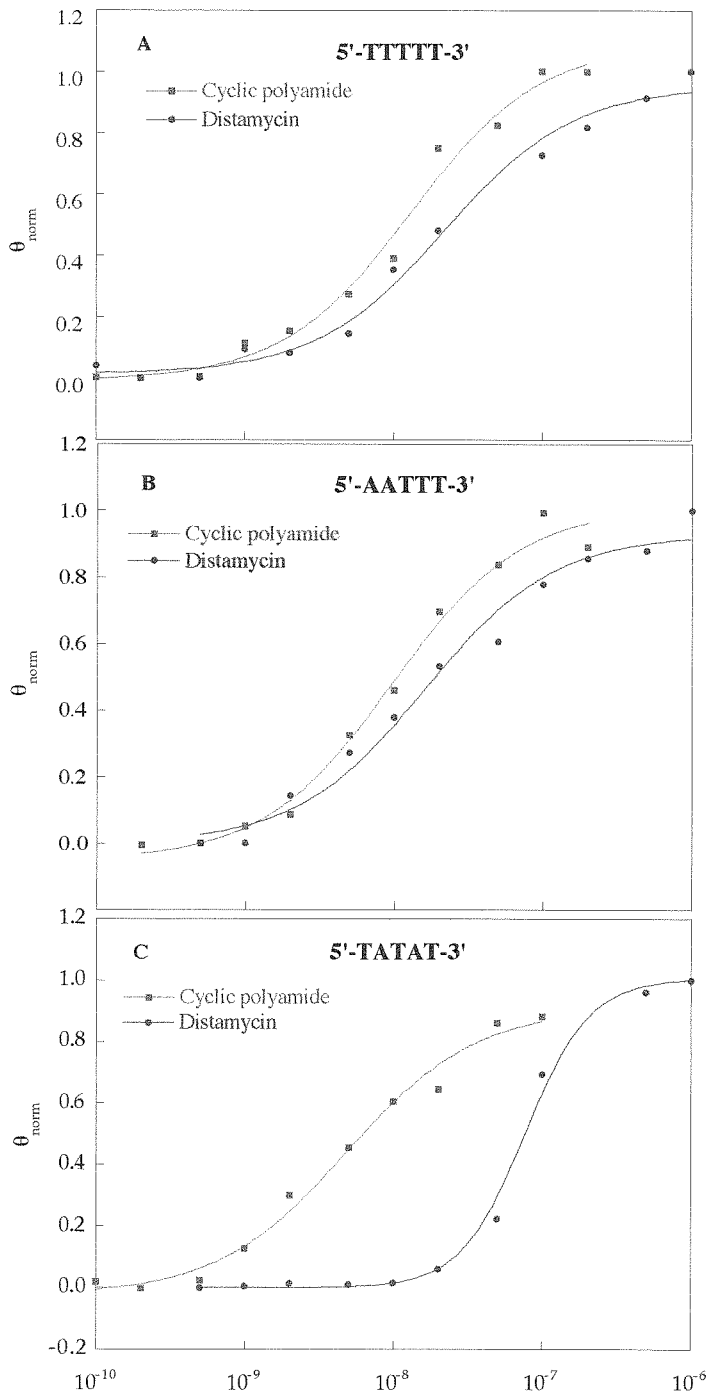 1.2
A
5'-TTTTT-3'
1.0
Cyclic polyamide
Distamycin
0.8
0.6
θnorm
0.4
0.2
0.0
1.2
B
5'-AATTT-3'
1.0
Cyclic polyamide
Distamycin
0.8
0.6
θnorm
0.4
0.2
0.0
1.2
C
5'-TATAT-3'
1.0
Cyclic polyamide
Distamycin
0.8
0.6
θnorm
0.4
0.2
0.0
-0.2
10⁻¹⁰ 10⁻⁹ 10⁻⁸ 10⁻⁷ 10⁻⁶